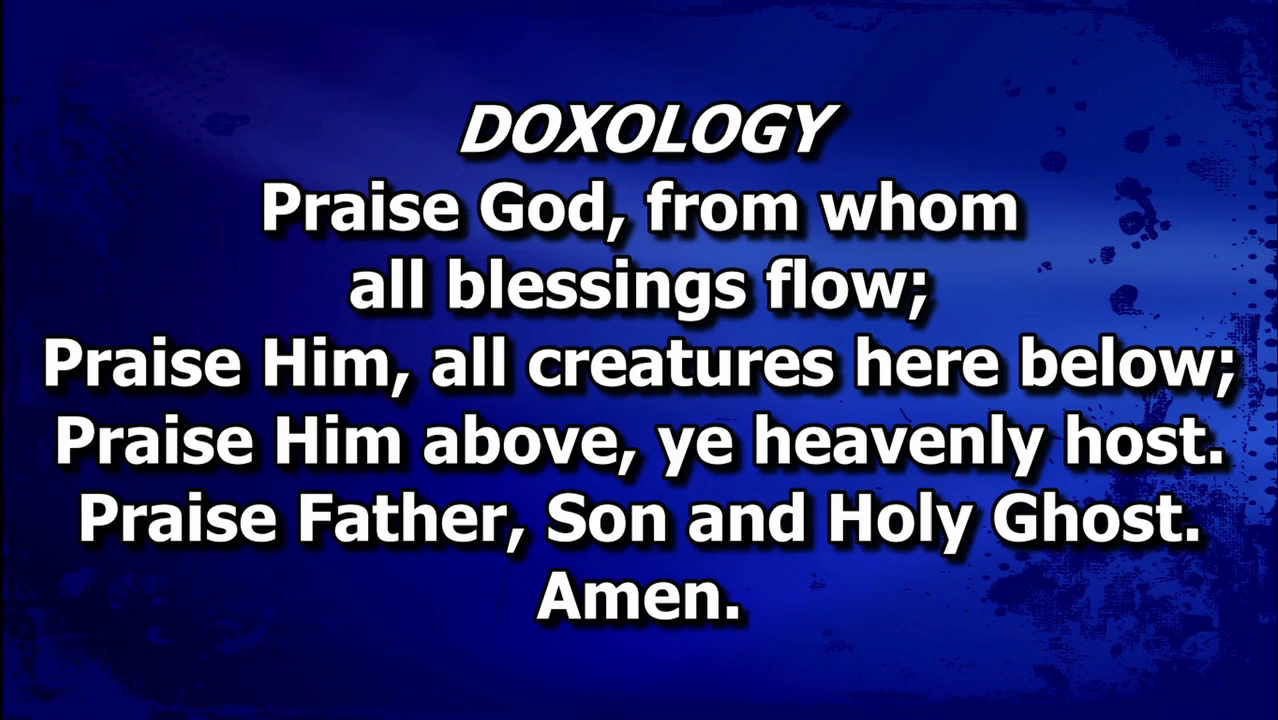 DOXOLOGY
Praise God, from whom
all blessings flow;
Praise Him, all creatures here below;
Praise Him above, ye heavenly host.
Praise Father, Son and Holy Ghost.
Amen.